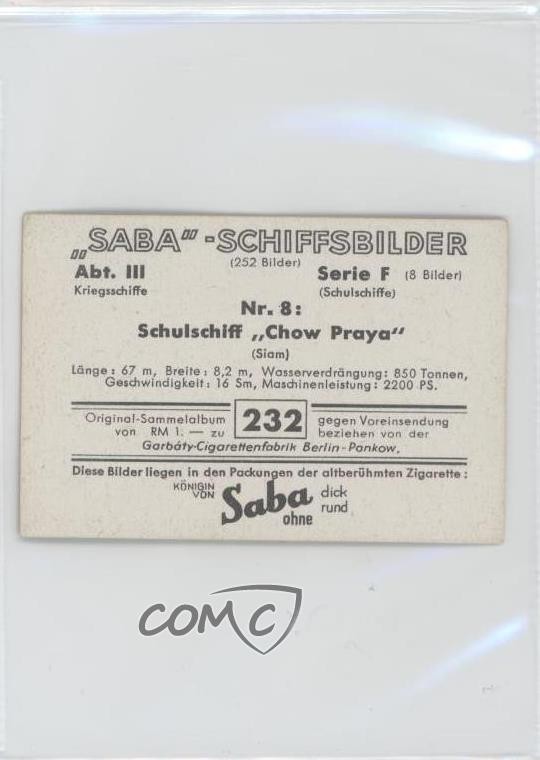 „SABA“-SCHIFFSBILDER
(252 Bilder)
Abt. III Serie F (8 Bilder)
Kriegsschiffe (Schulschiffe)
Nr. 8:
Schulschiff „Chow Praya“
(Siam)
Länge: 67 m, Breite: 8,2 m, Wasserverdrängung: 850 Tonnen,
Geschwindigkeit: 16 Sm, Maschinenleistung: 2200 PS.
Original-Sammelalbum 232 gegen Voreinsendung
von RM 1.— zu beziehen von der
Garbáty-Cigarettenfabrik Berlin-Pankow.
Diese Bilder liegen in den Packungen der altberühmten Zigarette:
KÖNIGIN VON Saba dick
ohne rund
COMC